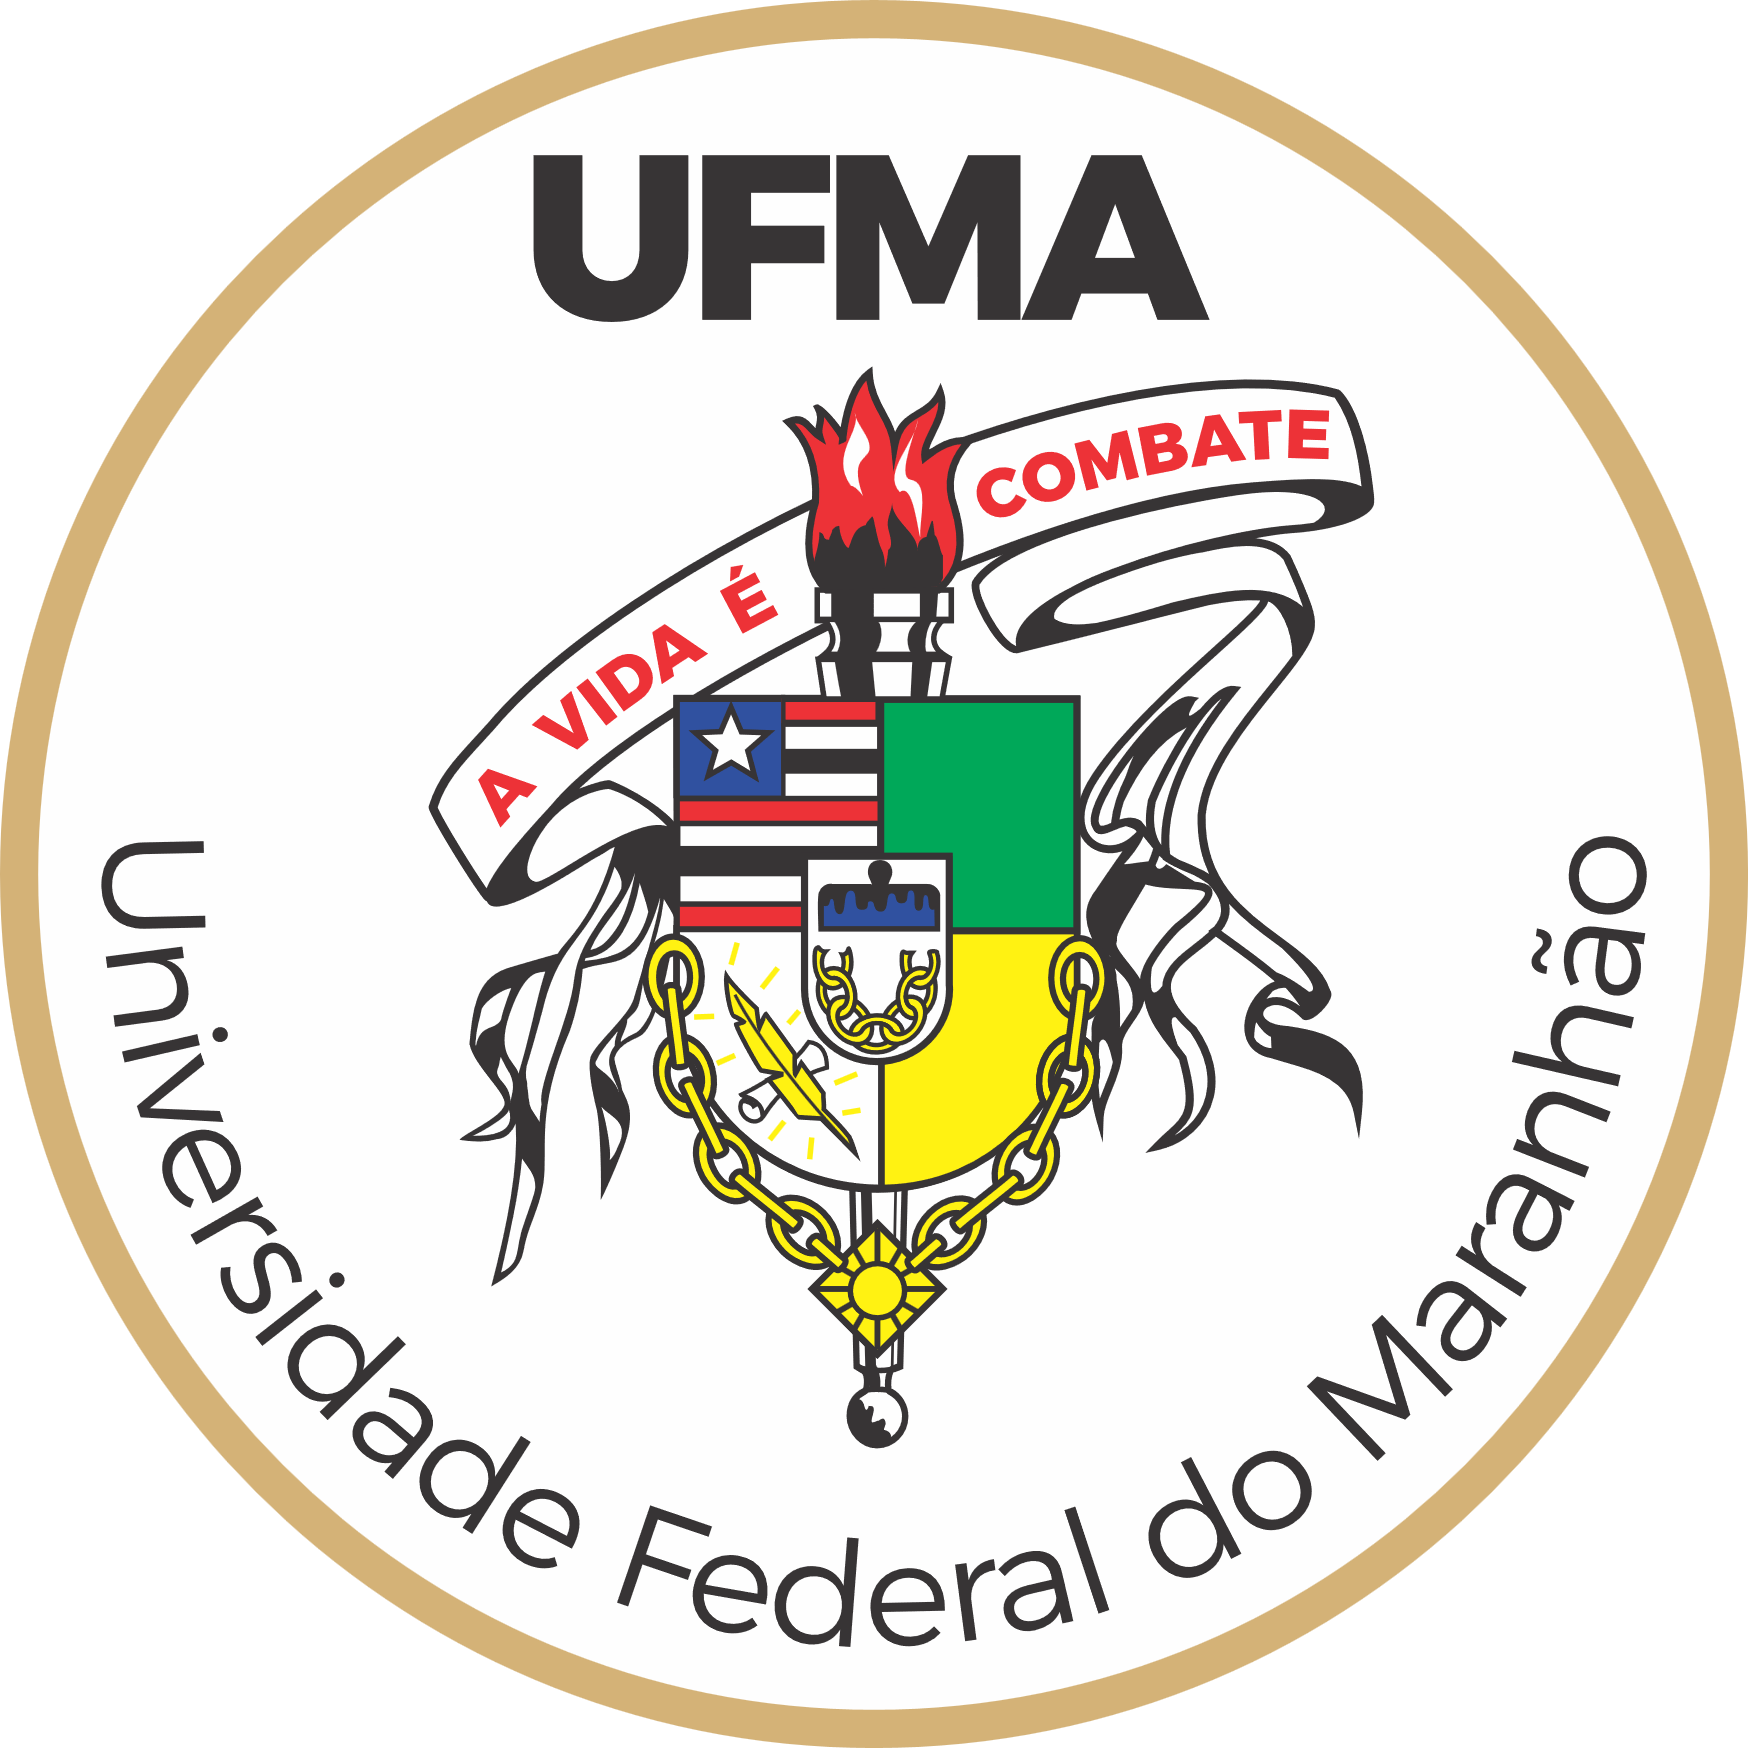 UFMA
A VIDA É COMBATE
Universidade Federal do Maranhão